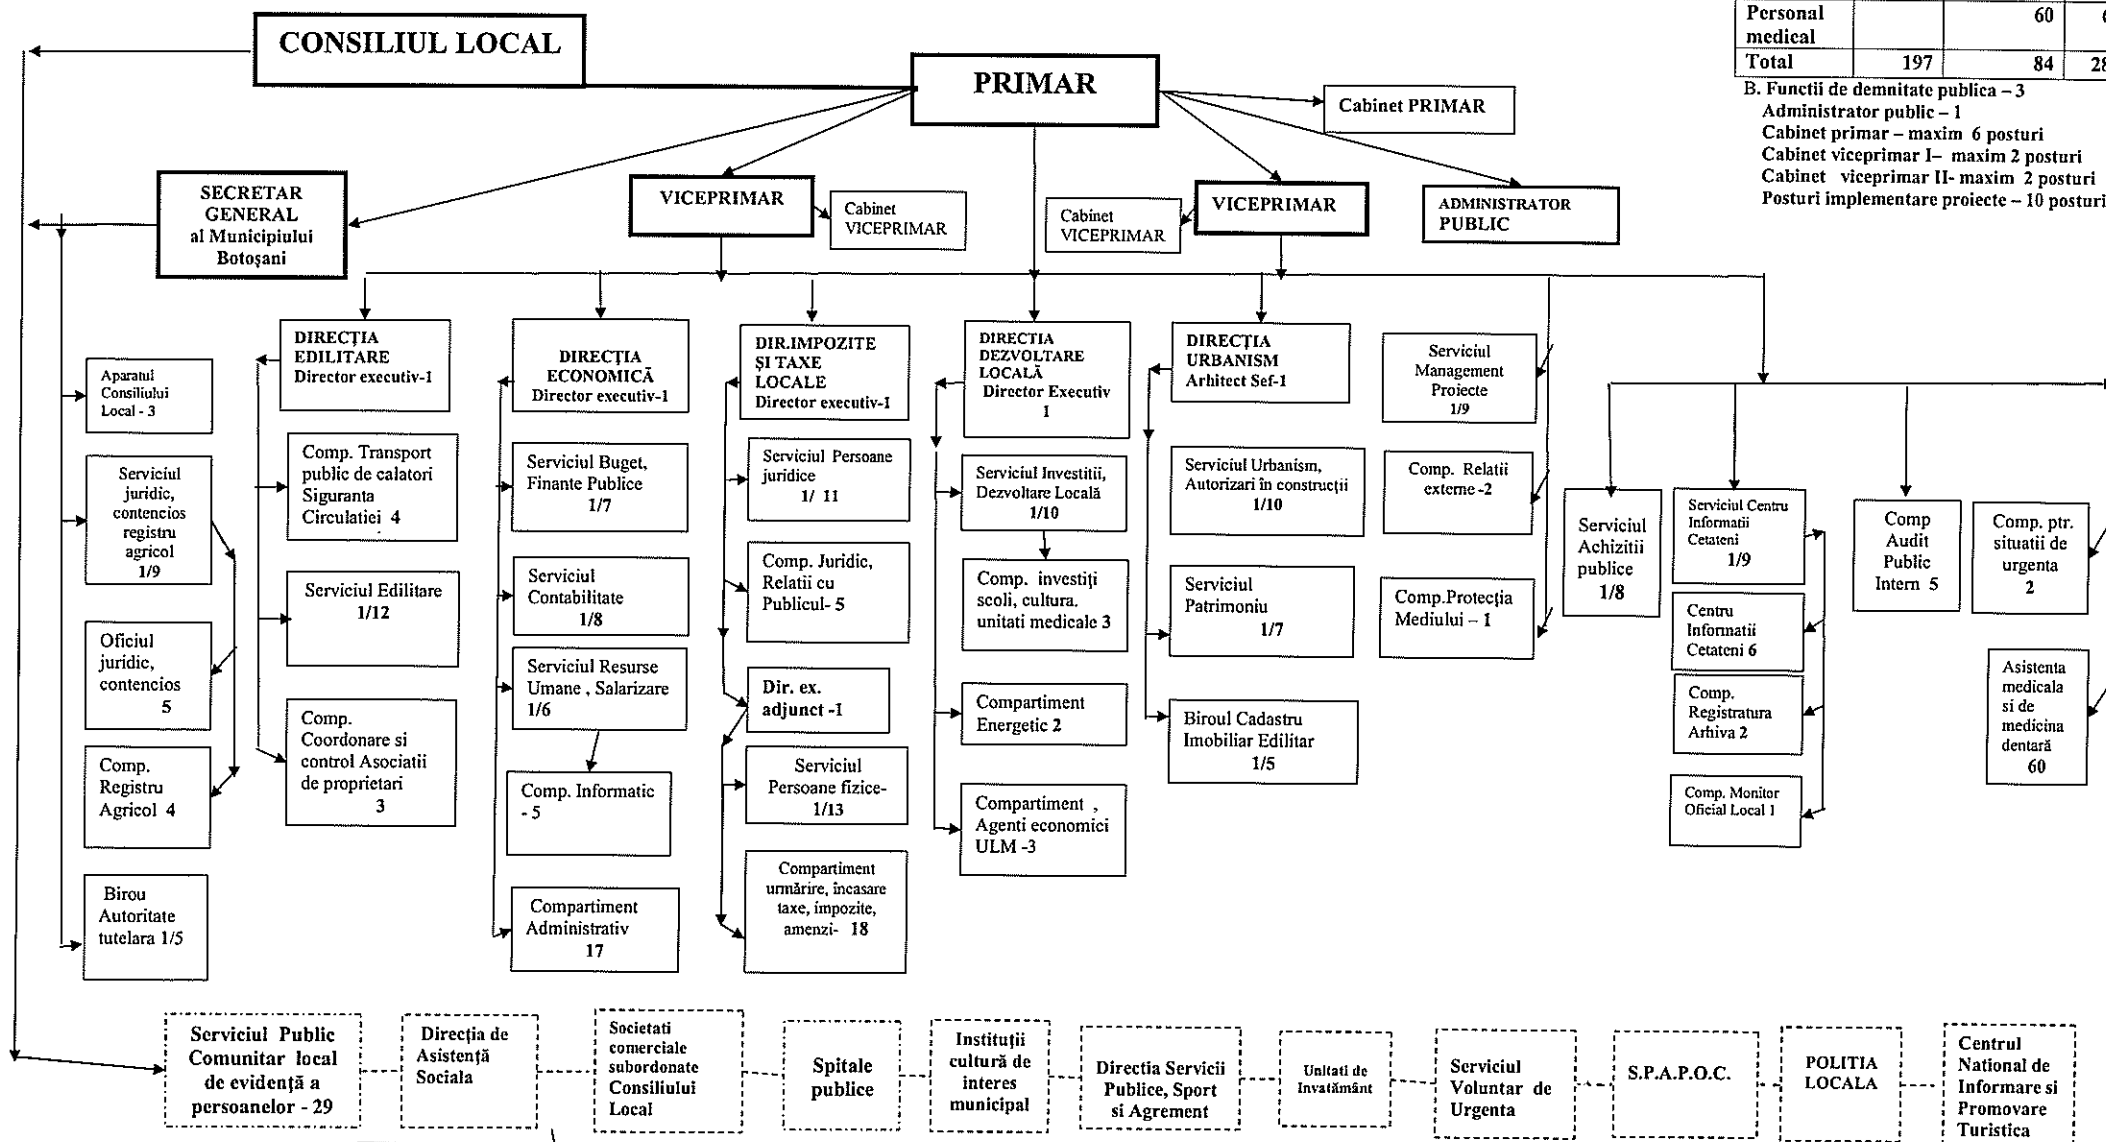 CONSILIUL LOCAL
PRIMAR
Cabinet PRIMAR
Personal 60
medical
Total 197 84
B. Functii de demnitate publica – 3
Administrator public – 1
Cabinet primar – maxim 6 posturi
Cabinet viceprimar I– maxim 2 posturi
Cabinet viceprimar II- maxim 2 posturi
Posturi implementare proiecte – 10 posturi
SECRETAR
GENERAL
al Municipiului
Botoșani
VICEPRIMAR
Cabinet
VICEPRIMAR
Cabinet
VICEPRIMAR
VICEPRIMAR
ADMINISTRATOR
PUBLIC
Aparatul
Consiliului
Local - 3
Serviciul
juridic,
contencios
registru
agricol
1/9
Oficiul
juridic,
contencios
5
Comp.
Registru
Agricol 4
Birou
Autoritate
tutelara 1/5
DIRECȚIA
EDILITARE
Director executiv-1
Comp. Transport
public de calatori
Siguranta
Circulatiei 4
Serviciul Edilitare
1/12
Comp.
Coordonare si
control Asociatii
de proprietari
3
DIRECȚIA
ECONOMICĂ
Director executiv-1
Serviciul Buget,
Finante Publice
1/7
Serviciul
Contabilitate
1/8
Serviciul Resurse
Umane , Salarizare
1/6
Comp. Informatic
- 5
Compartiment
Administrativ
17
DIR.IMPOZITE
ȘI TAXE
LOCALE
Director executiv-1
Serviciul Persoane
juridice
1/ 11
Comp. Juridic,
Relatii cu
Publicul- 5
Dir. ex.
adjunct -1
Serviciul
Persoane fizice-
1/13
Compartiment
urmărire, încasare
taxe, impozite,
amenzi- 18
DIRECTIA
DEZVOLTARE
LOCALĂ
Director Executiv
1
Serviciul Investitii,
Dezvoltare Locală
1/10
Comp. investiți
scoli, cultura.
unitati medicale 3
Compartiment
Energetic 2
Compartiment ,
Agenti economici
ULM -3
DIRECȚIA
URBANISM
Arhitect Sef-1
Serviciul Urbanism,
Autorizari în construcții
1/10
Serviciul
Patrimoniu
1/7
Biroul Cadastru
Imobiliar Edilitar
1/5
Serviciul
Management
Proiecte
1/9
Comp. Relatii
externe -2
Comp.Protecția
Mediului – 1
Serviciul
Achizitii
publice
1/8
Serviciul Centru
Informatii
Cetateni
1/9
Centru
Informatii
Cetateni 6
Comp.
Registratura
Arhiva 2
Comp. Monitor
Oficial Local 1
Comp
Audit
Public
Intern 5
Comp. ptr.
situatii de
urgenta
2
Asistenta
medicala
si de
medicina
dentară
60
Serviciul Public
Comunitar local
de evidență a
persoanelor - 29
Direcția de
Asistență
Sociala
Societati
comerciale
subordonate
Consiliului
Local
Spitale
publice
Instituții
cultură de
interes
municipal
Directia Servicii
Publice, Sport
si Agrement
Unitati de
Invatământ
Serviciul
Voluntar de
Urgenta
S.P.A.P.O.C.
POLITIA
LOCALA
Centrul
National de
Informare si
Promovare
Turistica